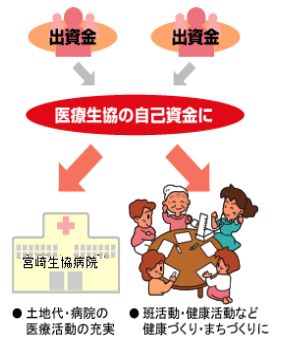 出資金
出資金
医療生協の自己資金に
宮崎生協病院
● 土地代・病院の
医療活動の充実
● 班活動・健康活動など
健康づくり・まちづくりに